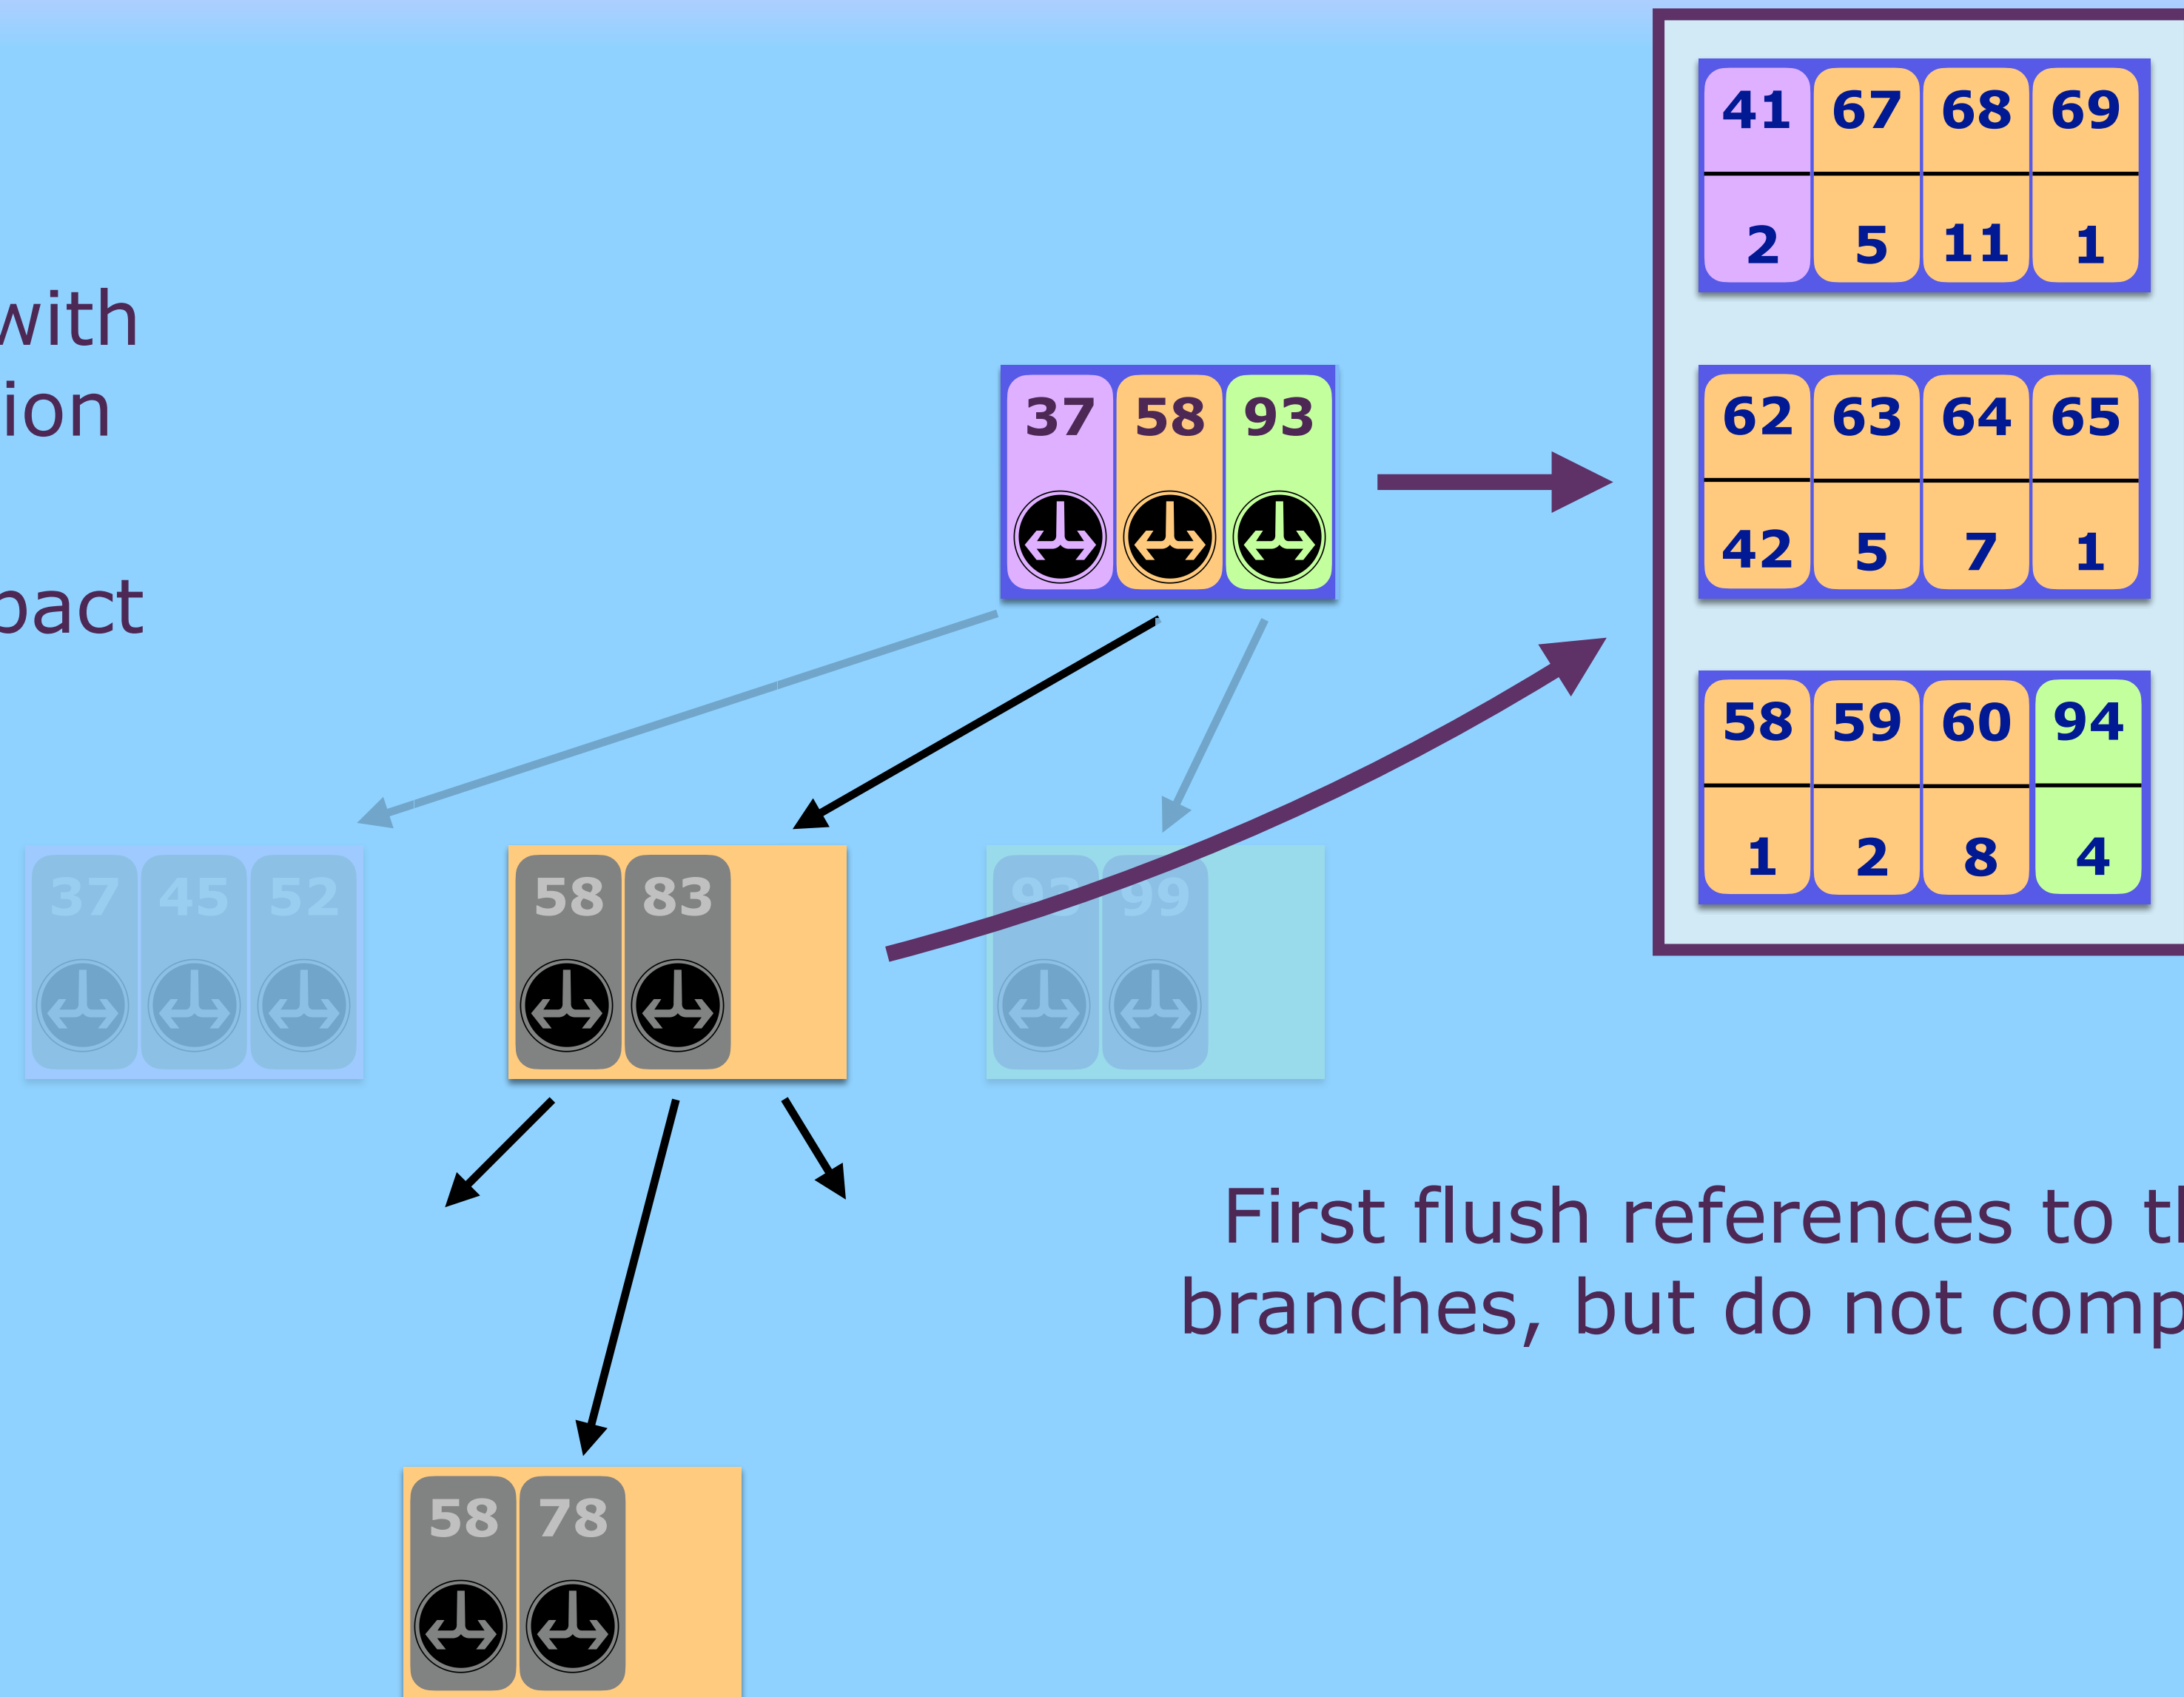 41 67 68 69
2 5 11 1
with
ion
pact
37 58 93
62 63 64 65
42 5 7 1
58 59 60 94
1 2 8 4
37 45 52
58 83
93 99
First flush references to th
branches, but do not comp
58 78